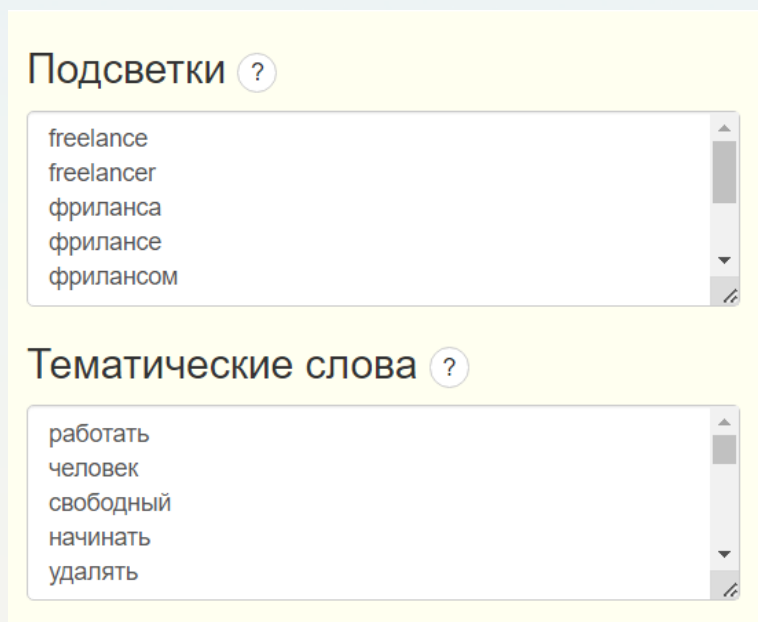 Подсветки ?
freelance
freelancer
фриланса
фрилансе
фрилансом
Тематические слова ?
работать
человек
свободный
начинать
удалять